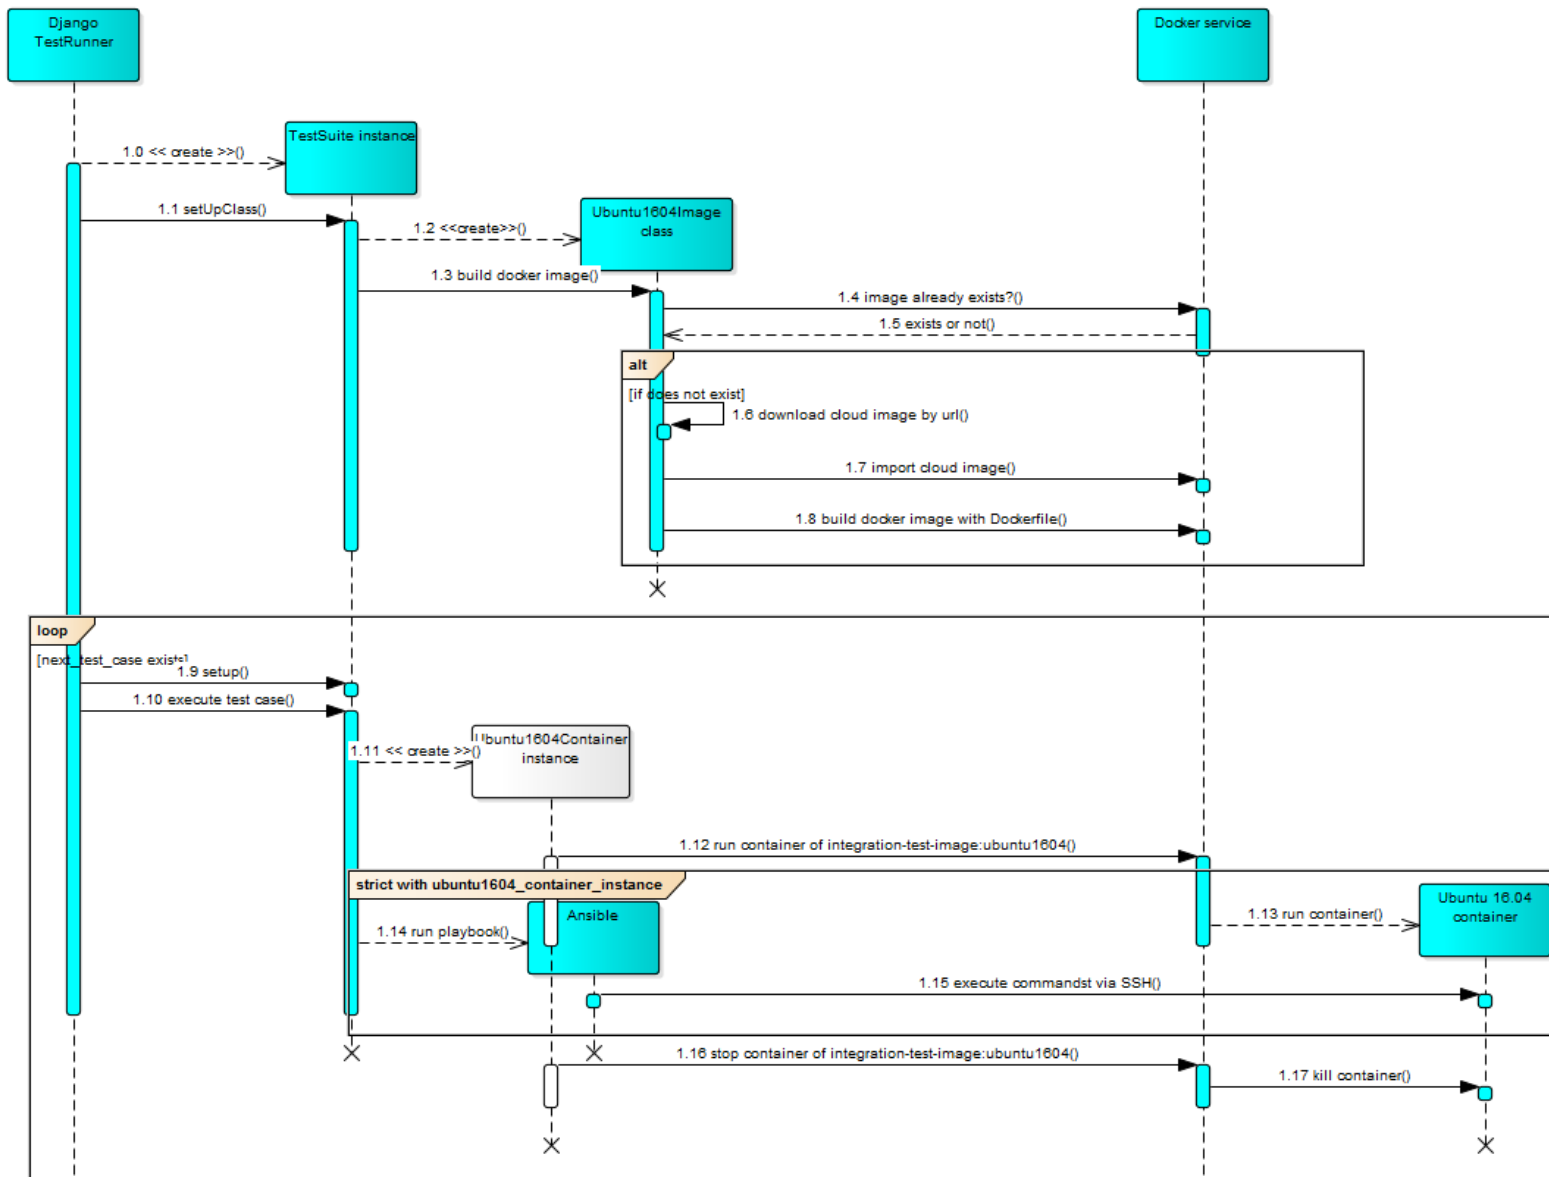 Django
TestRunner
Docker service
TestSuite instance
1.0 << create >>()
1.1 setUpClass()
Ubuntu1604Image
class
1.2 <<create>>()
1.3 build docker image()
1.4 image already exists?()
1.5 exists or not()
alt
[if does not exist]
1.6 download cloud image by url()
1.7 import cloud image()
1.8 build docker image with Dockerfile()
loop
[next_test_case exists]
1.9 setup()
1.10 execute test case()
Ubuntu1604Container
instance
1.11 << create >>()
1.12 run container of integration-test-image:ubuntu1604()
strict with ubuntu1604_container_instance
Ubuntu 16.04
container
Ansible
1.13 run container()
1.14 run playbook()
1.15 execute commandst via SSH()
1.16 stop container of integration-test-image:ubuntu1604()
1.17 kill container()